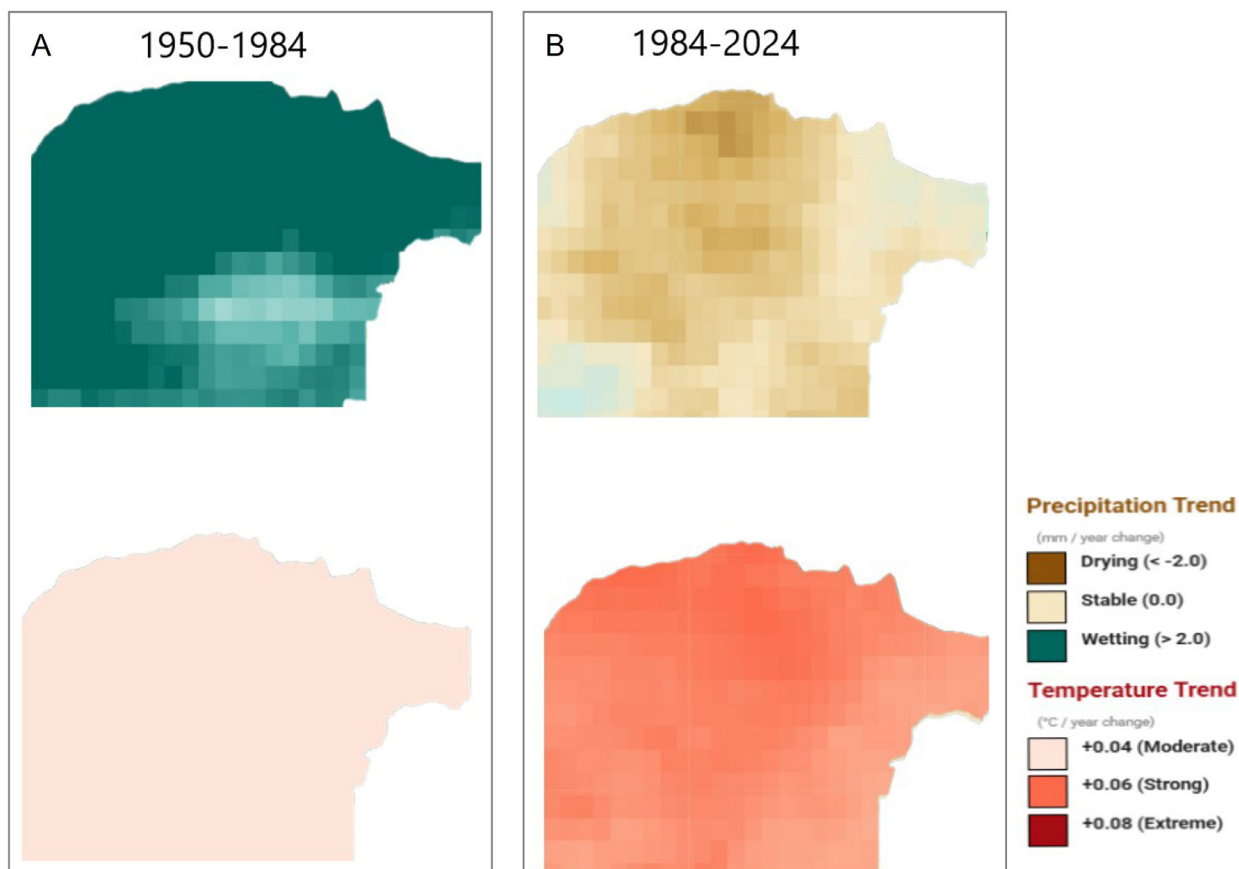 A
1950-1984
B
1984-2024
Precipitation Trend
(mm / year change)
Drying (< -2.0)
Stable (0.0)
Wetting (> 2.0)
Temperature Trend
(°C / year change)
+0.04 (Moderate)
+0.06 (Strong)
+0.08 (Extreme)